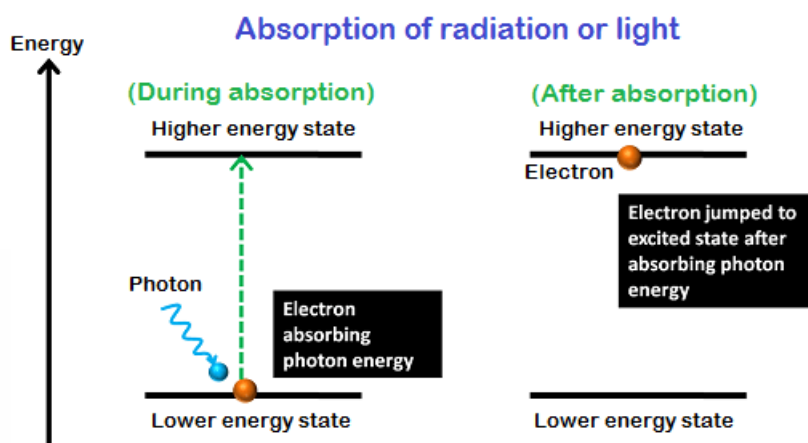 Absorption of radiation or light
Energy
(During absorption)
Higher energy state
Photon
Electron
absorbing
photon energy
Lower energy state
(After absorption)
Higher energy state
Electron
Electron jumped to
excited state after
absorbing photon
energy
Lower energy state